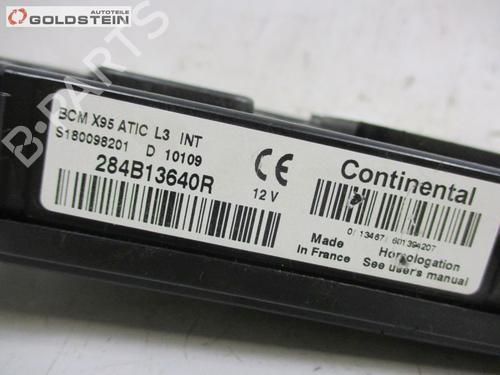 AUTOTEILE
GOLDSTEIN
B-PARTS
BCM X95 ATIC L3 INT
S180098201 D 10109
284B13640R
CE
12 V
Continental
Made
In France
Homologation
See user's manual